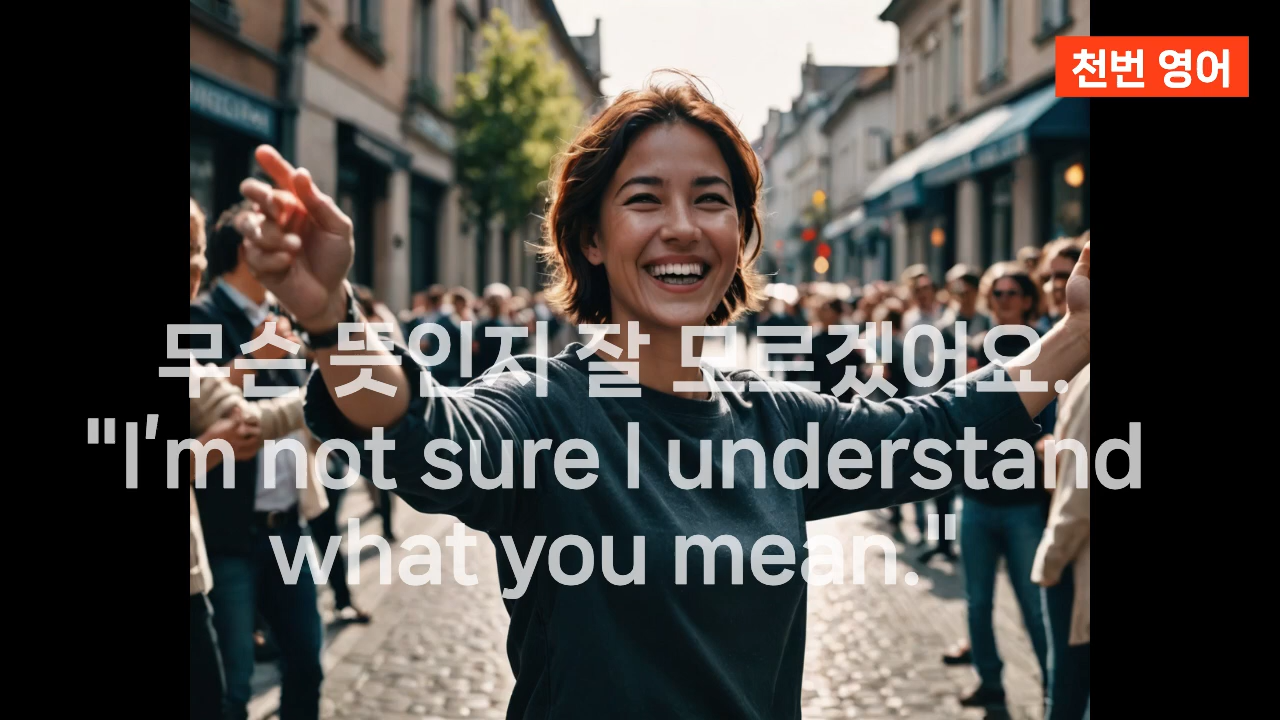 천번 영어
무슨 뜻인지 잘 모르겠어요.
"I'm not sure I understand
what you mean."